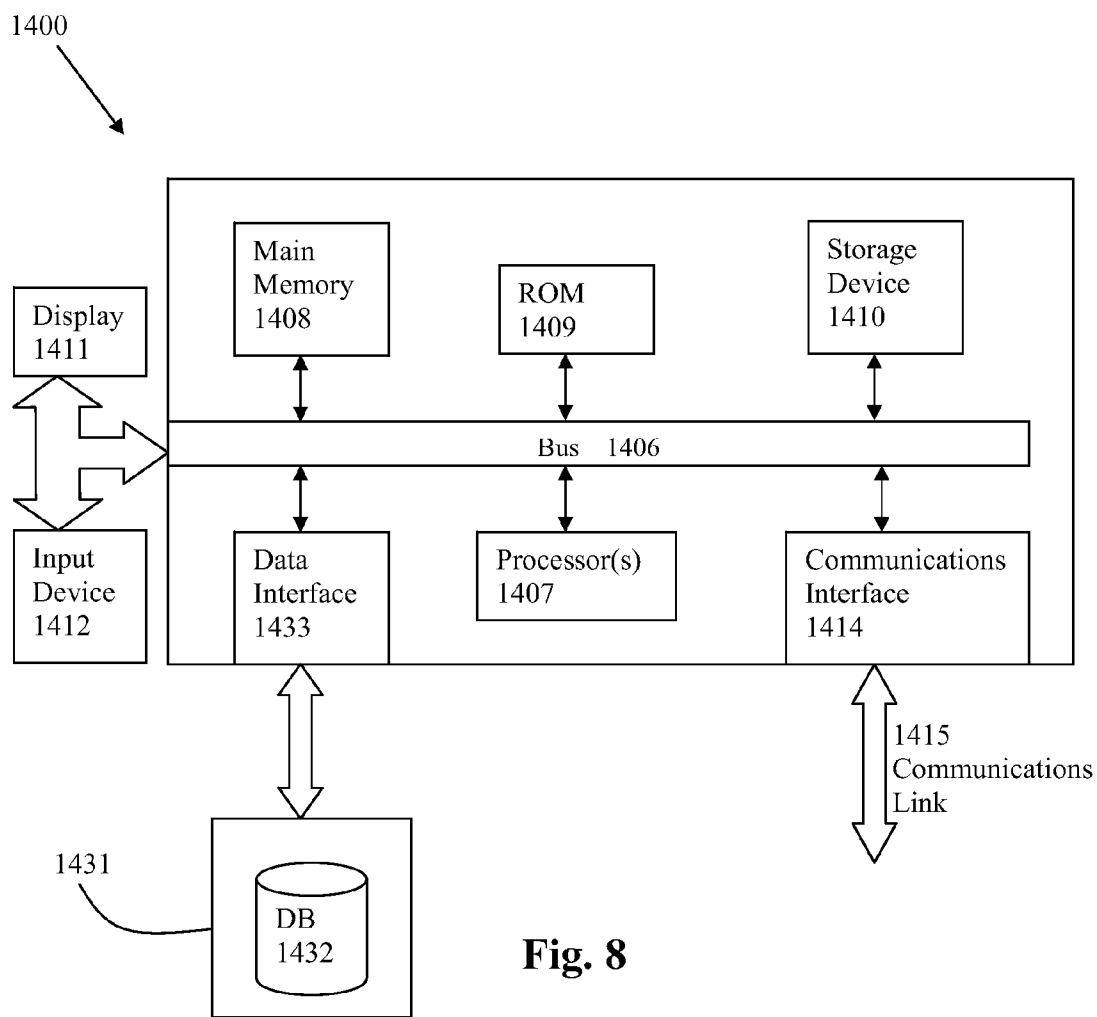 1400
Main
Memory
1408
ROM
1409
Storage
Device
1410
Display
1411
Bus 1406
Input
Device
1412
Data
Interface
1433
Processor(s)
1407
Communications
Interface
1414
1415
Communications
Link
1431
DB
1432
Fig. 8